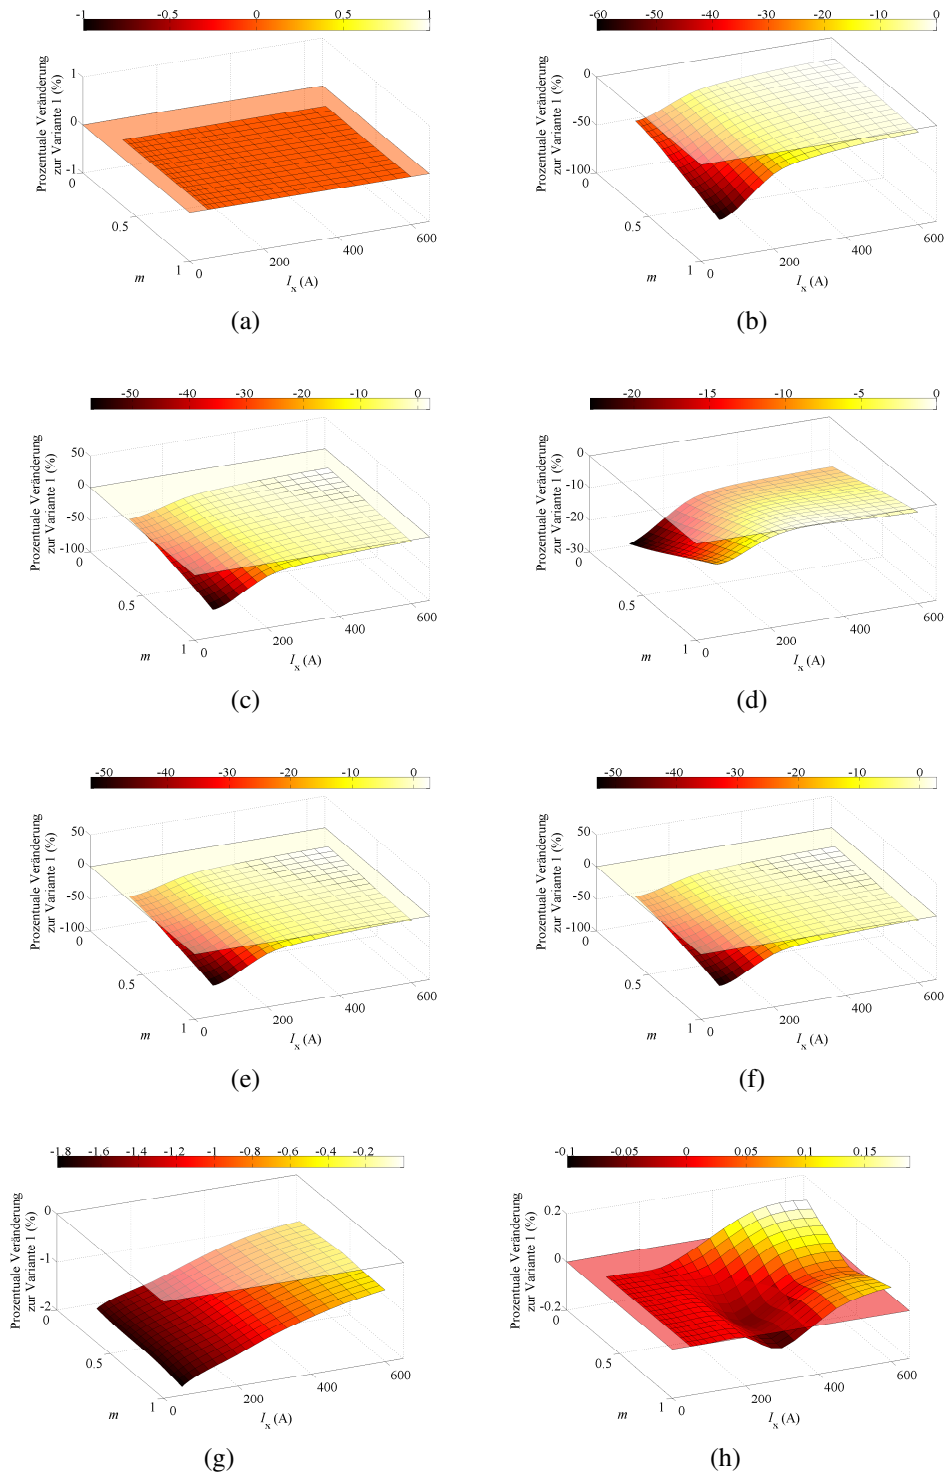 -1 -0.5 0 0.5 1
Prozentuale Veränderung
zur Variante 1 (%)
1
0
-1
0
0.5
1
m
0
200
400
600
I_x (A)
(a)
-60 -50 -40 -30 -20 -10 0
Prozentuale Veränderung
zur Variante 1 (%)
0
-50
-100
0
0.5
1
m
0
200
400
600
I_x (A)
(b)
-50 -40 -30 -20 -10 0
Prozentuale Veränderung
zur Variante 1 (%)
50
0
-50
-100
0
0.5
1
m
0
200
400
600
I_x (A)
(c)
-20 -15 -10 -5 0
Prozentuale Veränderung
zur Variante 1 (%)
0
-10
-20
-30
0
0.5
1
m
0
200
400
600
I_x (A)
(d)
-50 -40 -30 -20 -10 0
Prozentuale Veränderung
zur Variante 1 (%)
50
0
-50
-100
0
0.5
1
m
0
200
400
600
I_x (A)
(e)
-50 -40 -30 -20 -10 0
Prozentuale Veränderung
zur Variante 1 (%)
50
0
-50
-100
0
0.5
1
m
0
200
400
600
I_x (A)
(f)
-1.8 -1.6 -1.4 -1.2 -1 -0.8 -0.6 -0.4 -0.2
Prozentuale Veränderung
zur Variante 1 (%)
0
-1
-2
0
0.5
1
m
0
200
400
600
I_x (A)
(g)
-0.1 -0.05 0 0.05 0.1 0.15
Prozentuale Veränderung
zur Variante 1 (%)
0.2
0
-0.2
0
0.5
1
m
0
200
400
600
I_x (A)
(h)